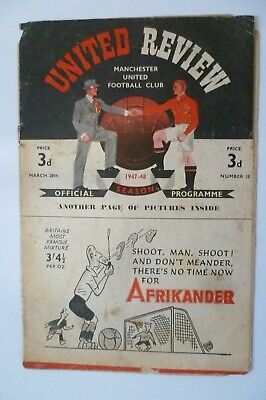 UNITED REVIEW
MANCHESTER
UNITED
FOOTBALL CLUB
PRICE
3d
MARCH 20th
1947-48
SEASON
PRICE
3d
NUMBER 18
OFFICIAL PROGRAMME
ANOTHER PAGE OF PICTURES INSIDE
BRITAINS
MOST
FAMOUS
MIXTURE
3/4½
PER OZ.
SHOOT, MAN, SHOOT!
AND DON'T MEANDER.
THERE'S NO TIME NOW
FOR
AFRIKANDER